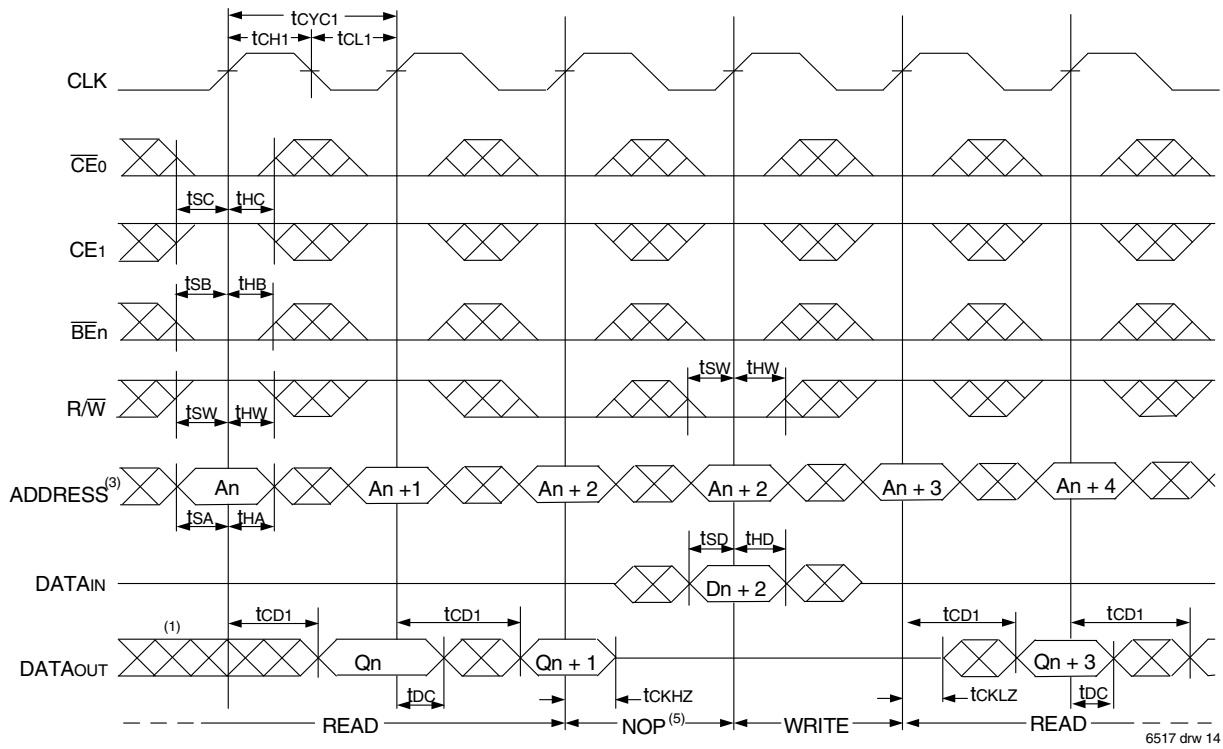 tCYC1
tCH1 tCL1
CLK
CE0
tSC tHC
CE1
tSB tHB
BEn
tSW tHW
R/W
tSW tHW
ADDRESS(3) An An +1 An + 2 An + 2 An + 3 An + 4
tSA tHA
tSD tHD
DATAIN Dn + 2
(1) tCD1 tCD1 tCD1 tCD1
DATAOUT Qn Qn + 1 Qn + 3
tDC tCKHZ tCKLZ tDC
READ NOP(5) WRITE READ
6517 drw 14